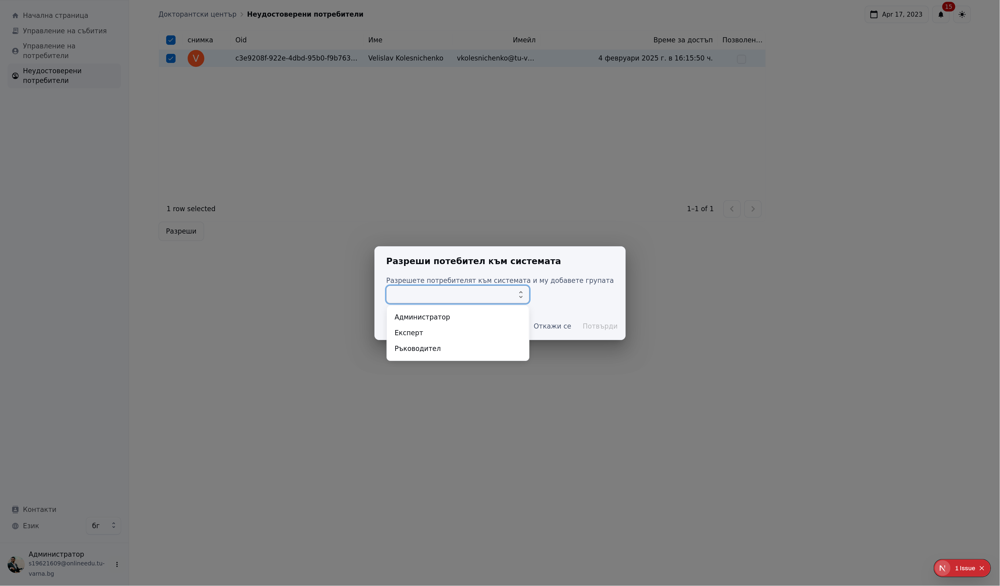 Начална страница
Управление на събития
Управление на
потребители
Неудостоверени
потребители
Докторантски център
Неудостоверени потребители
Apr 17, 2023
15
снимка Oid Име Имейл Време за достъп Позволен...
V c3e9208f-922e-4dbd-95b0-f9b763... Velislav Kolesnichenko vkolesnichenko@tu-v... 4 февруари 2025 г. в 16:15:50 ч.
1 row selected
1–1 of 1
Разреши
Разреши потебител към системата
Разрешете потребителят към системата и му добавете групата
Администратор
Експерт
Ръководител
Откажи се
Потвърди
Контакти
Език
бг
Администратор
s19621609@onlineedu.tu-
varna.bg
N 1 Issue